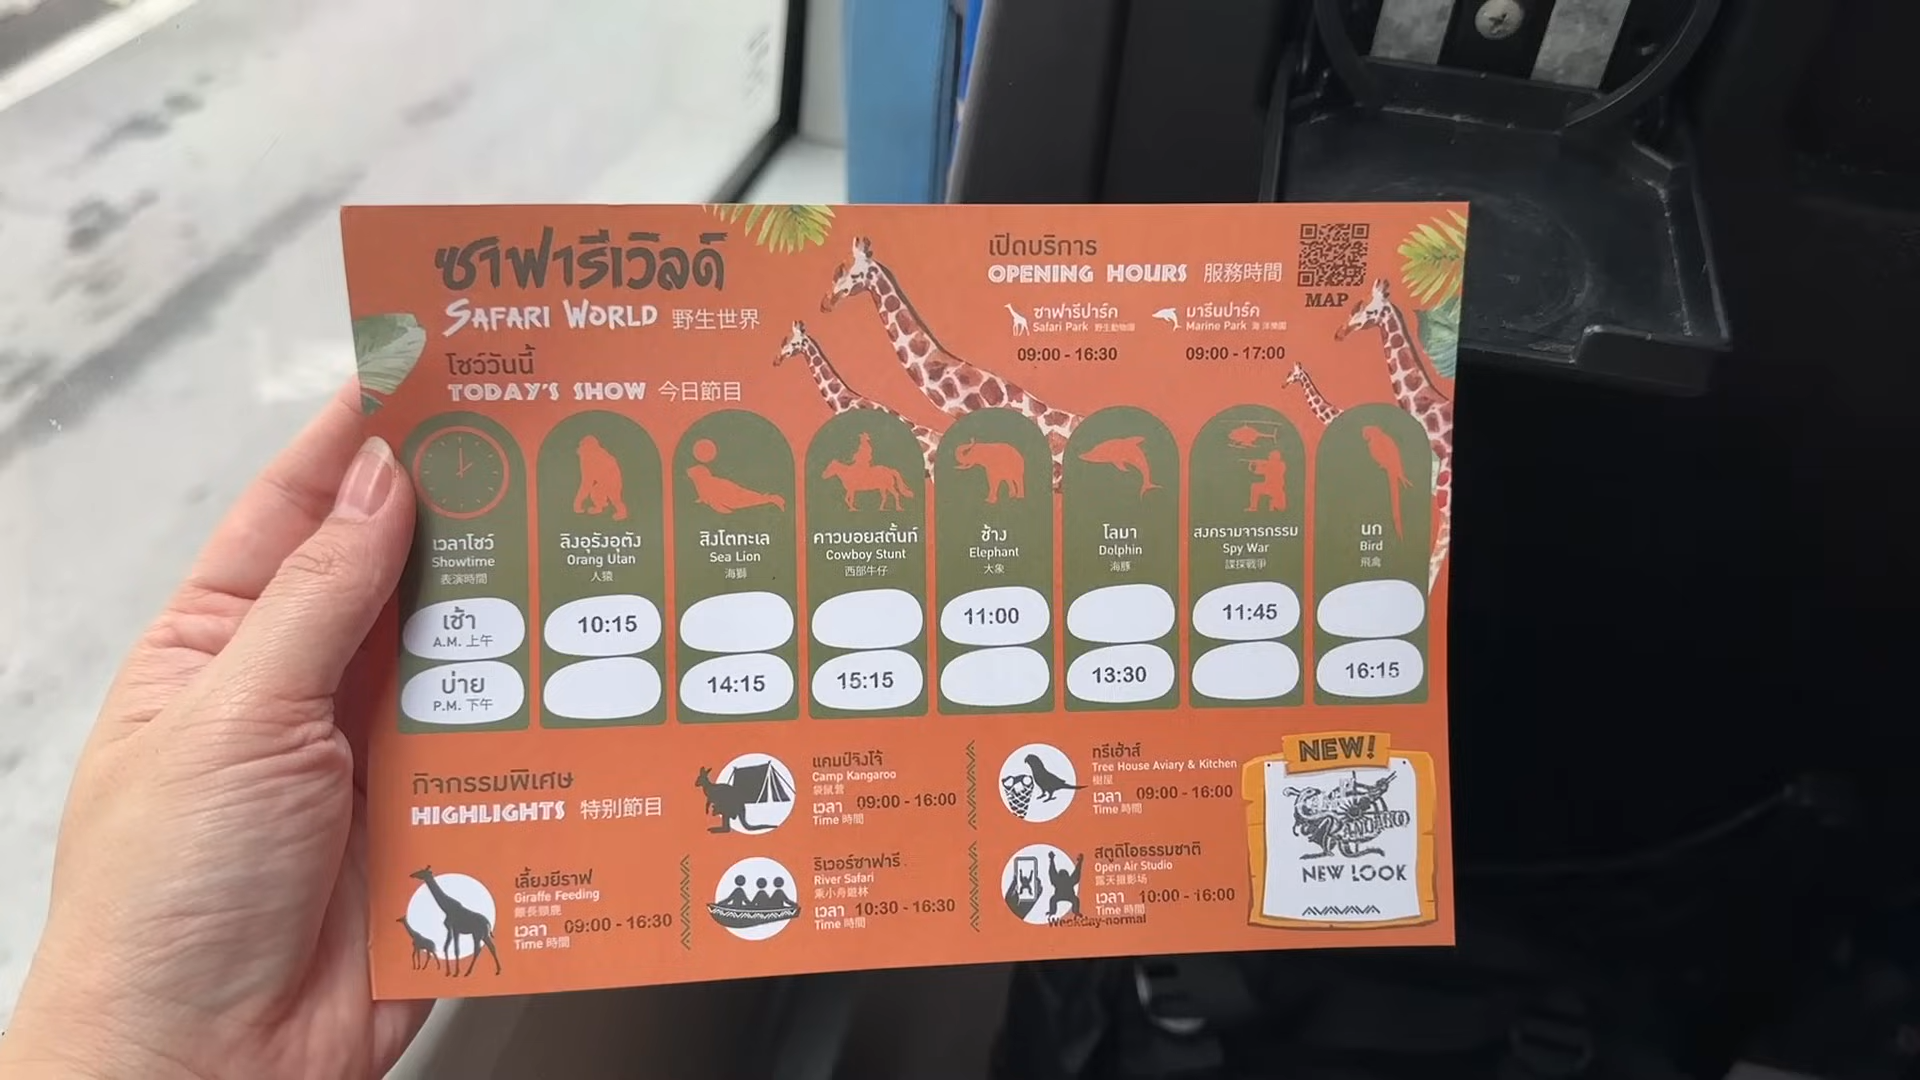 ซาฟารีเวิลด์
SAFARI WORLD 野生世界
เปิดบริการ
OPENING HOURS 服務時間
MAP
ซาฟารีปาร์ค
Safari Park 野生動物園
09:00 - 16:30
มารีนปาร์ค
Marine Park 海洋樂園
09:00 - 17:00
โชว์วันนี้
TODAY'S SHOW 今日節目
เวลาโชว์
Showtime
表演時間
เช้า
A.M. 上午
บ่าย
P.M. 下午
ลิงอุรังอุตัง
Orang Utan
人猿
10:15
สิงโตทะเล
Sea Lion
海獅
14:15
คาวบอยสตั้นท์
Cowboy Stunt
西部牛仔
15:15
ช้าง
Elephant
大象
11:00
โลมา
Dolphin
海豚
13:30
สงครามจารกรรม
Spy War
諜探戰爭
11:45
นก
Bird
飛禽
16:15
กิจกรรมพิเศษ
HIGHLIGHTS 特别節目
เลี้ยงยีราฟ
Giraffe Feeding
餵長頸鹿
เวลา 09:00 - 16:30
Time 時間
แคมป์จิงโจ้
Camp Kangaroo
袋鼠營
เวลา 09:00 - 16:00
Time 時間
ริเวอร์ซาฟารี
River Safari
乘小舟遊林
เวลา 10:30 - 16:30
Time 時間
ทรีเฮ้าส์
Tree House Aviary & Kitchen
樹屋
เวลา 09:00 - 16:00
Time 時間
สตูดิโอธรรมชาติ
Open Air Studio
露天摄影场
เวลา 10:00 - 16:00
Time 時間
Weekday-normal
NEW!
NEW LOOK